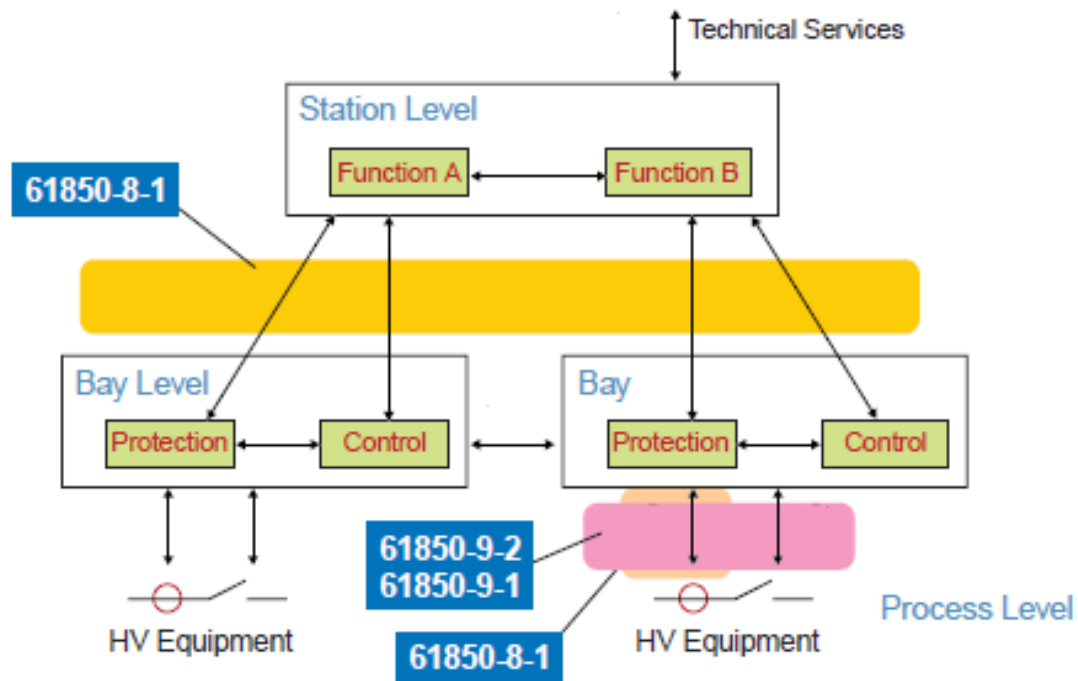 Technical Services
Station Level
Function A
Function B
61850-8-1
Bay Level
Protection
Control
Bay
Protection
Control
61850-9-2
61850-9-1
HV Equipment
61850-8-1
HV Equipment
Process Level